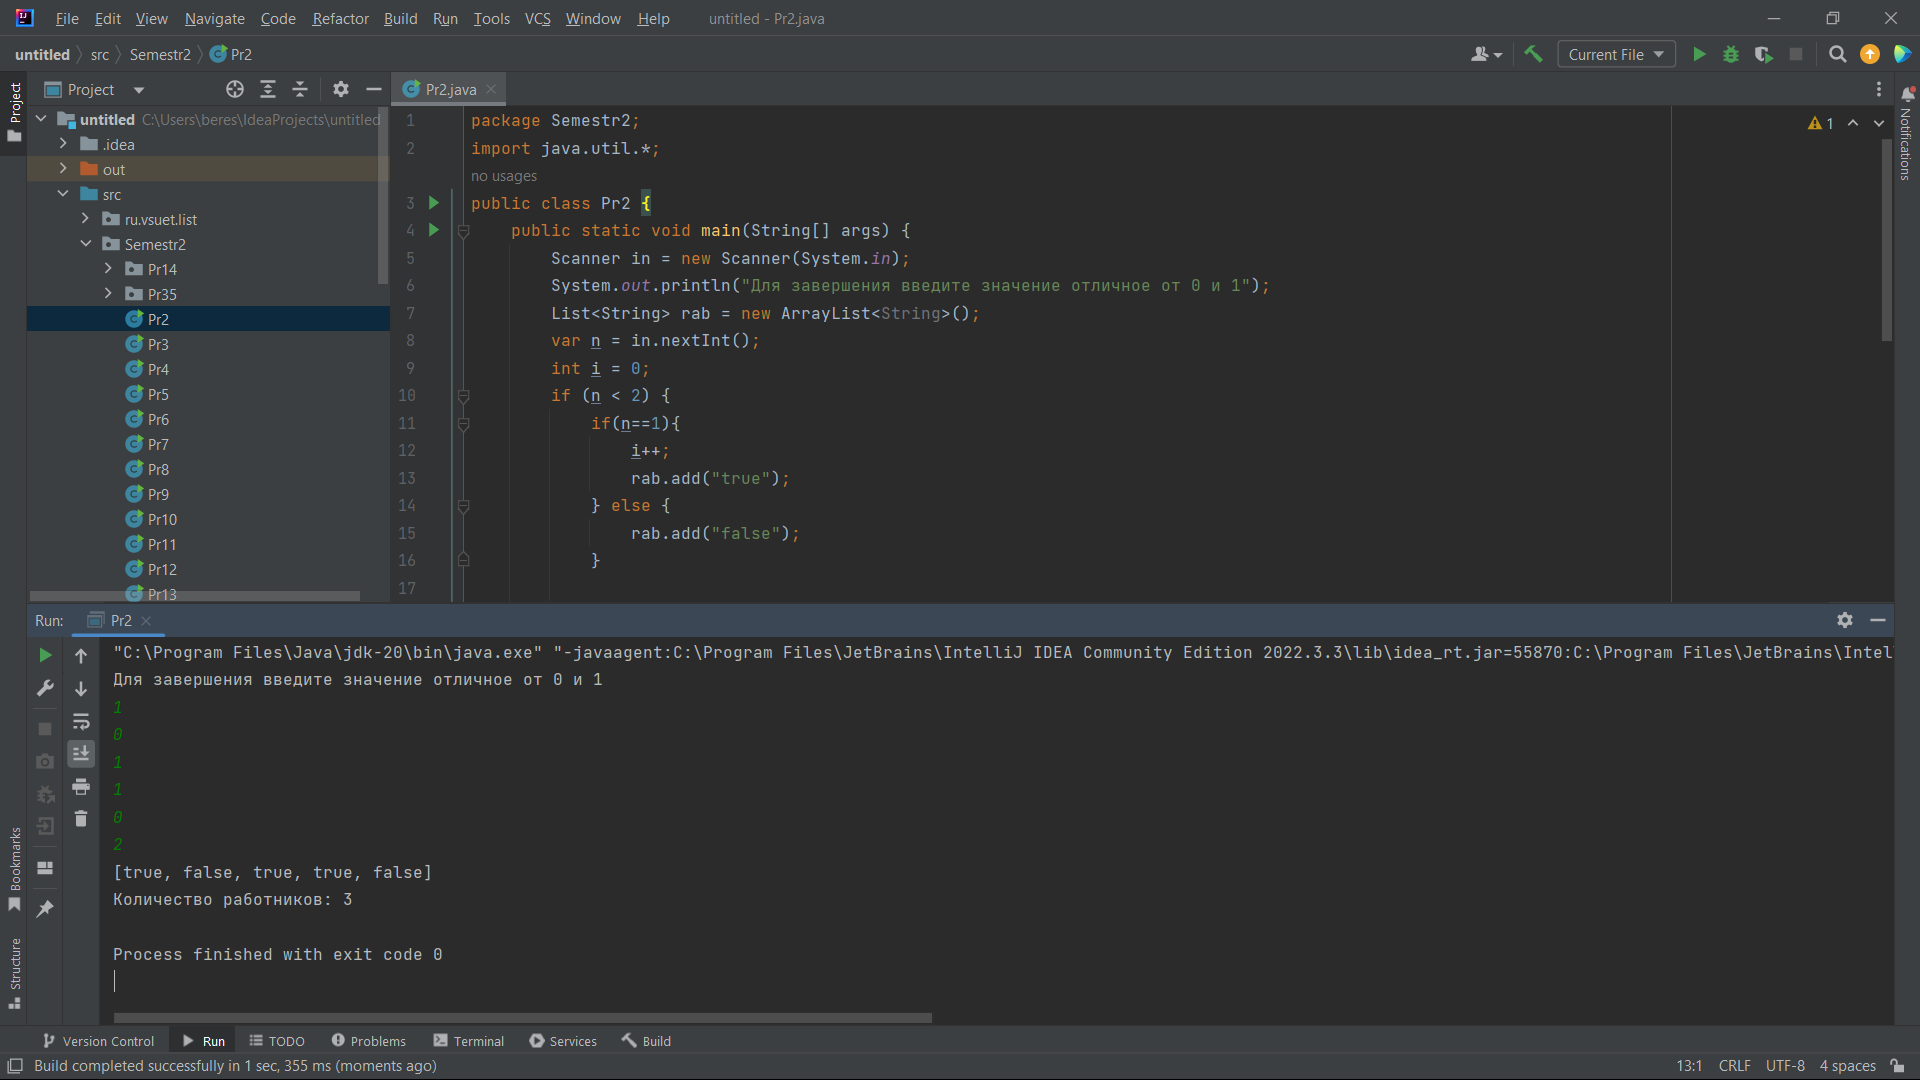 File Edit View Navigate Code Refactor Build Run Tools VCS Window Help untitled - Pr2.java
untitled src Semestr2 Pr2 Current File
Project
Pr2.java
Project
Notifications
untitled C:\Users\beres\IdeaProjects\untitled
.idea
out
src
ru.vsuet.list
Semestr2
Pr14
Pr35
Pr2
Pr3
Pr4
Pr5
Pr6
Pr7
Pr8
Pr9
Pr10
Pr11
Pr12
Pr13
1 package Semestr2;
2 import java.util.*;
no usages
3 public class Pr2 {
4 public static void main(String[] args) {
5 Scanner in = new Scanner(System.in);
6 System.out.println("Для завершения введите значение отличное от 0 и 1");
7 List<String> rab = new ArrayList<String>();
8 var n = in.nextInt();
9 int i = 0;
10 if (n < 2) {
11 if(n==1){
12 i++;
13 rab.add("true");
14 } else {
15 rab.add("false");
16 }
17
1
Run: Pr2
"C:\Program Files\Java\jdk-20\bin\java.exe" "-javaagent:C:\Program Files\JetBrains\IntelliJ IDEA Community Edition 2022.3.3\lib\idea_rt.jar=55870:C:\Program Files\JetBrains\Intel
Для завершения введите значение отличное от 0 и 1
1
0
1
1
0
2
[true, false, true, true, false]
Количество работников: 3
Process finished with exit code 0
Bookmarks
Structure
Version Control Run TODO Problems Terminal Services Build
Build completed successfully in 1 sec, 355 ms (moments ago) 13:1 CRLF UTF-8 4 spaces